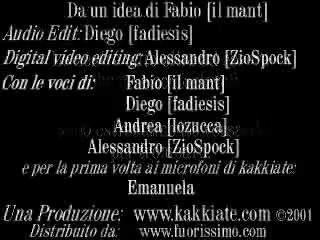 Da un idea di Fabio [il mant]
Audio Edit: Diego [fadiesis]
Digital video editing: Alessandro [ZioSpock]
Con le voci di: Fabio [il mant]
Diego [fadiesis]
Andrea [lozucca]
Alessandro [ZioSpock]
e per la prima volta ai microfoni di kakkiate:
Emanuela
Una Produzione: www.kakkiate.com ©2001
Distribuito da: www.fuorissimo.com